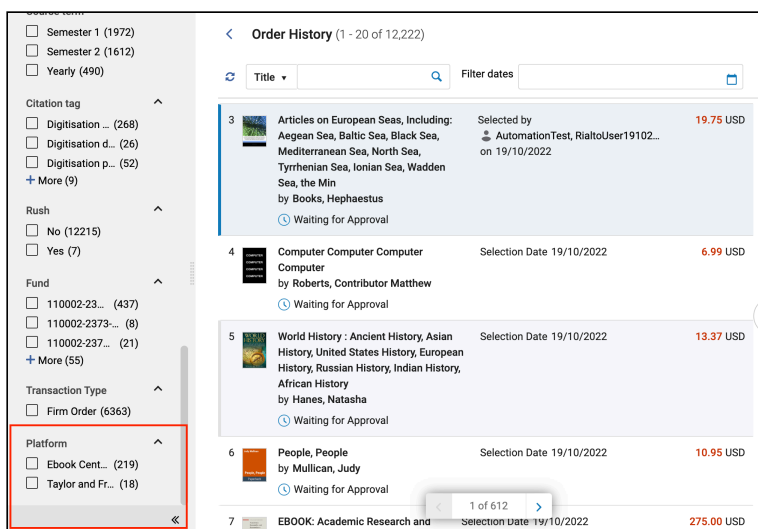 Course term
Semester 1 (1972)
Semester 2 (1612)
Yearly (490)
Citation tag
Digitisation ... (268)
Digitisation d... (26)
Digitisation p... (52)
+ More (9)
Rush
No (12215)
Yes (7)
Fund
110002-23... (437)
110002-2373-... (8)
110002-237... (21)
+ More (55)
Transaction Type
Firm Order (6363)
Platform
Ebook Cent... (219)
Taylor and Fr... (18)
Order History (1 - 20 of 12,222)
Title
Filter dates
3
Articles on European Seas, Including:
Aegean Sea, Baltic Sea, Black Sea,
Mediterranean Sea, North Sea,
Tyrrhenian Sea, Ionian Sea, Wadden
Sea, the Min
by Books, Hephaestus
Waiting for Approval
Selected by
AutomationTest, RialtoUser19102...
on 19/10/2022
19.75 USD
4
COMPUTER
COMPUTER
COMPUTER
COMPUTER
Computer Computer Computer
Computer
by Roberts, Contributor Matthew
Waiting for Approval
Selection Date 19/10/2022
6.99 USD
5
World History : Ancient History, Asian
History, United States History, European
History, Russian History, Indian History,
African History
by Hanes, Natasha
Waiting for Approval
Selection Date 19/10/2022
13.37 USD
6
People, People
by Mullican, Judy
Waiting for Approval
Selection Date 19/10/2022
10.95 USD
1 of 612
7
EBOOK: Academic Research and
Selection Date 19/10/2022
275.00 USD